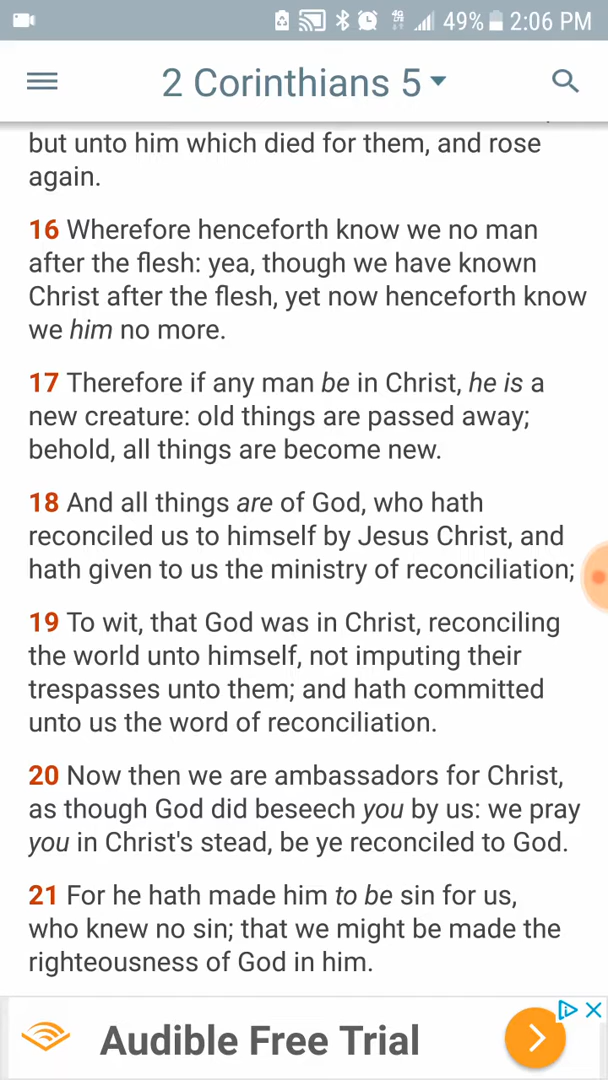 49% 2:06 PM
2 Corinthians 5
but unto him which died for them, and rose
again.
16 Wherefore henceforth know we no man
after the flesh: yea, though we have known
Christ after the flesh, yet now henceforth know
we him no more.
17 Therefore if any man be in Christ, he is a
new creature: old things are passed away;
behold, all things are become new.
18 And all things are of God, who hath
reconciled us to himself by Jesus Christ, and
hath given to us the ministry of reconciliation;
19 To wit, that God was in Christ, reconciling
the world unto himself, not imputing their
trespasses unto them; and hath committed
unto us the word of reconciliation.
20 Now then we are ambassadors for Christ,
as though God did beseech you by us: we pray
you in Christ's stead, be ye reconciled to God.
21 For he hath made him to be sin for us,
who knew no sin; that we might be made the
righteousness of God in him.
Audible Free Trial